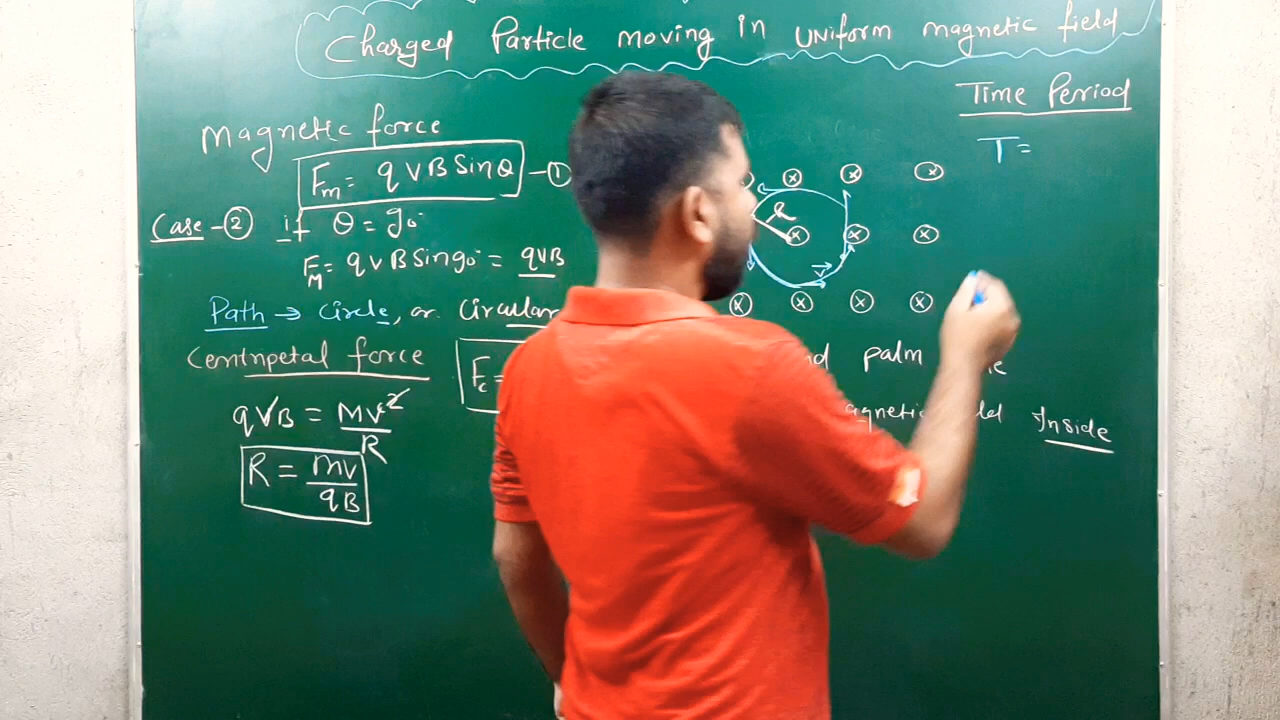 Charged Particle moving in uniform magnetic field
Magnetic force
Fm = qVB Sinθ -①
Case-② if θ = 90°
FM = qVB Sin90° = qVB
Path → Circle, or Circular
Centripetal force
Fc =
qVB = MV²/R
R = mv/qB
R
V
palm
Inside
Time Period
T =